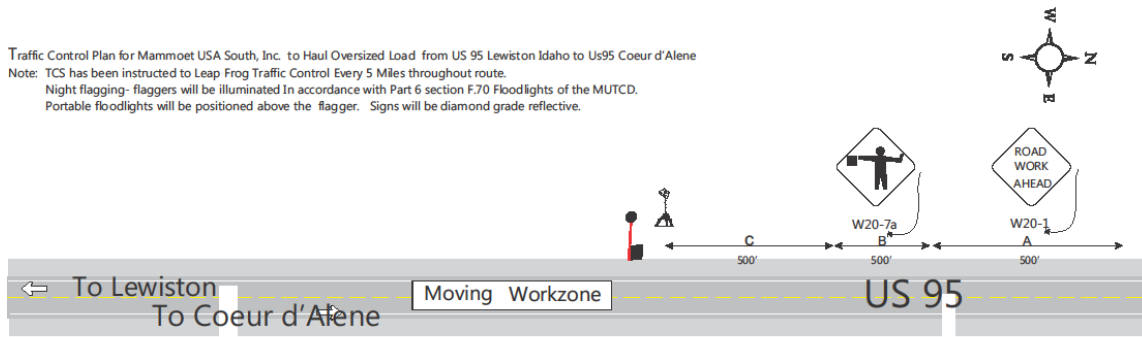 Traffic Control Plan for Mammoet USA South, Inc. to Haul Oversized Load from US 95 Lewiston Idaho to Us95 Coeur d'Alene
Note: TCS has been instructed to Leap Frog Traffic Control Every 5 Miles throughout route.
Night flagging- flaggers will be illuminated In accordance with Part 6 section F.70 Floodlights of the MUTCD.
Portable floodlights will be positioned above the flagger. Signs will be diamond grade reflective.
W
S N
E
ROAD
WORK
AHEAD
W20-7a W20-1
C B A
500' 500' 500'
To Lewiston
Moving Workzone
US 95
To Coeur d'Alene